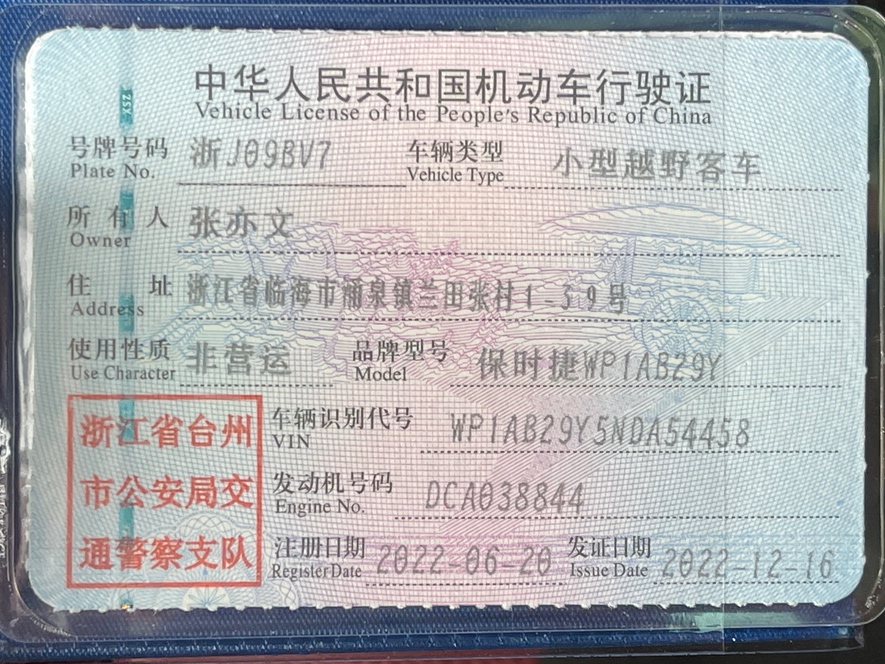 中华人民共和国机动车行驶证
Vehicle License of the People's Republic of China
号牌号码 浙J09BV7 车辆类型 小型越野客车
Plate No. Vehicle Type
所有人 张亦文
Owner
住址 浙江省临海市涌泉镇兰田张村1-39号
Address
使用性质 非营运 品牌型号 保时捷WP1AB29Y
Use Character Model
浙江省台州 车辆识别代号 WP1AB29Y5NDA54458
VIN
市公安局交 发动机号码 DCA038844
Engine No.
通警察支队 注册日期 2022-06-20 发证日期 2022-12-16
Register Date Issue Date